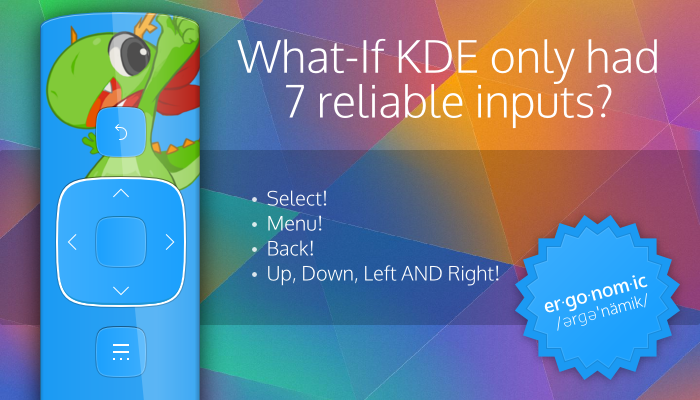 What-If KDE only had
7 reliable inputs?
• Select!
• Menu!
• Back!
• Up, Down, Left AND Right!
er·go·nom·ic
/ərgəˈnämik/